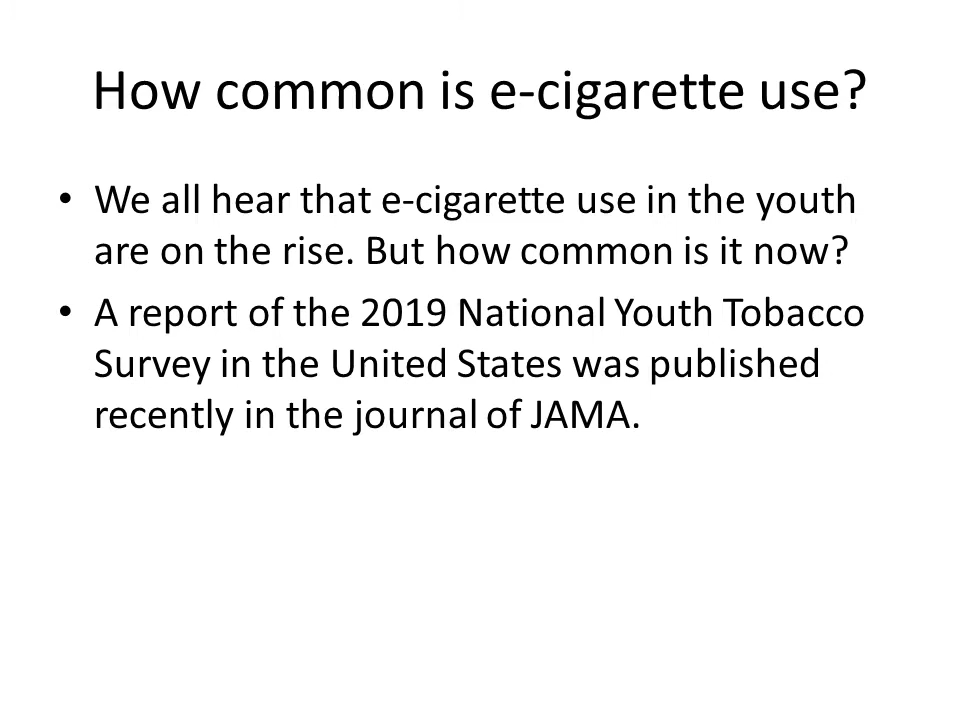 How common is e-cigarette use?
• We all hear that e-cigarette use in the youth
are on the rise. But how common is it now?
• A report of the 2019 National Youth Tobacco
Survey in the United States was published
recently in the journal of JAMA.